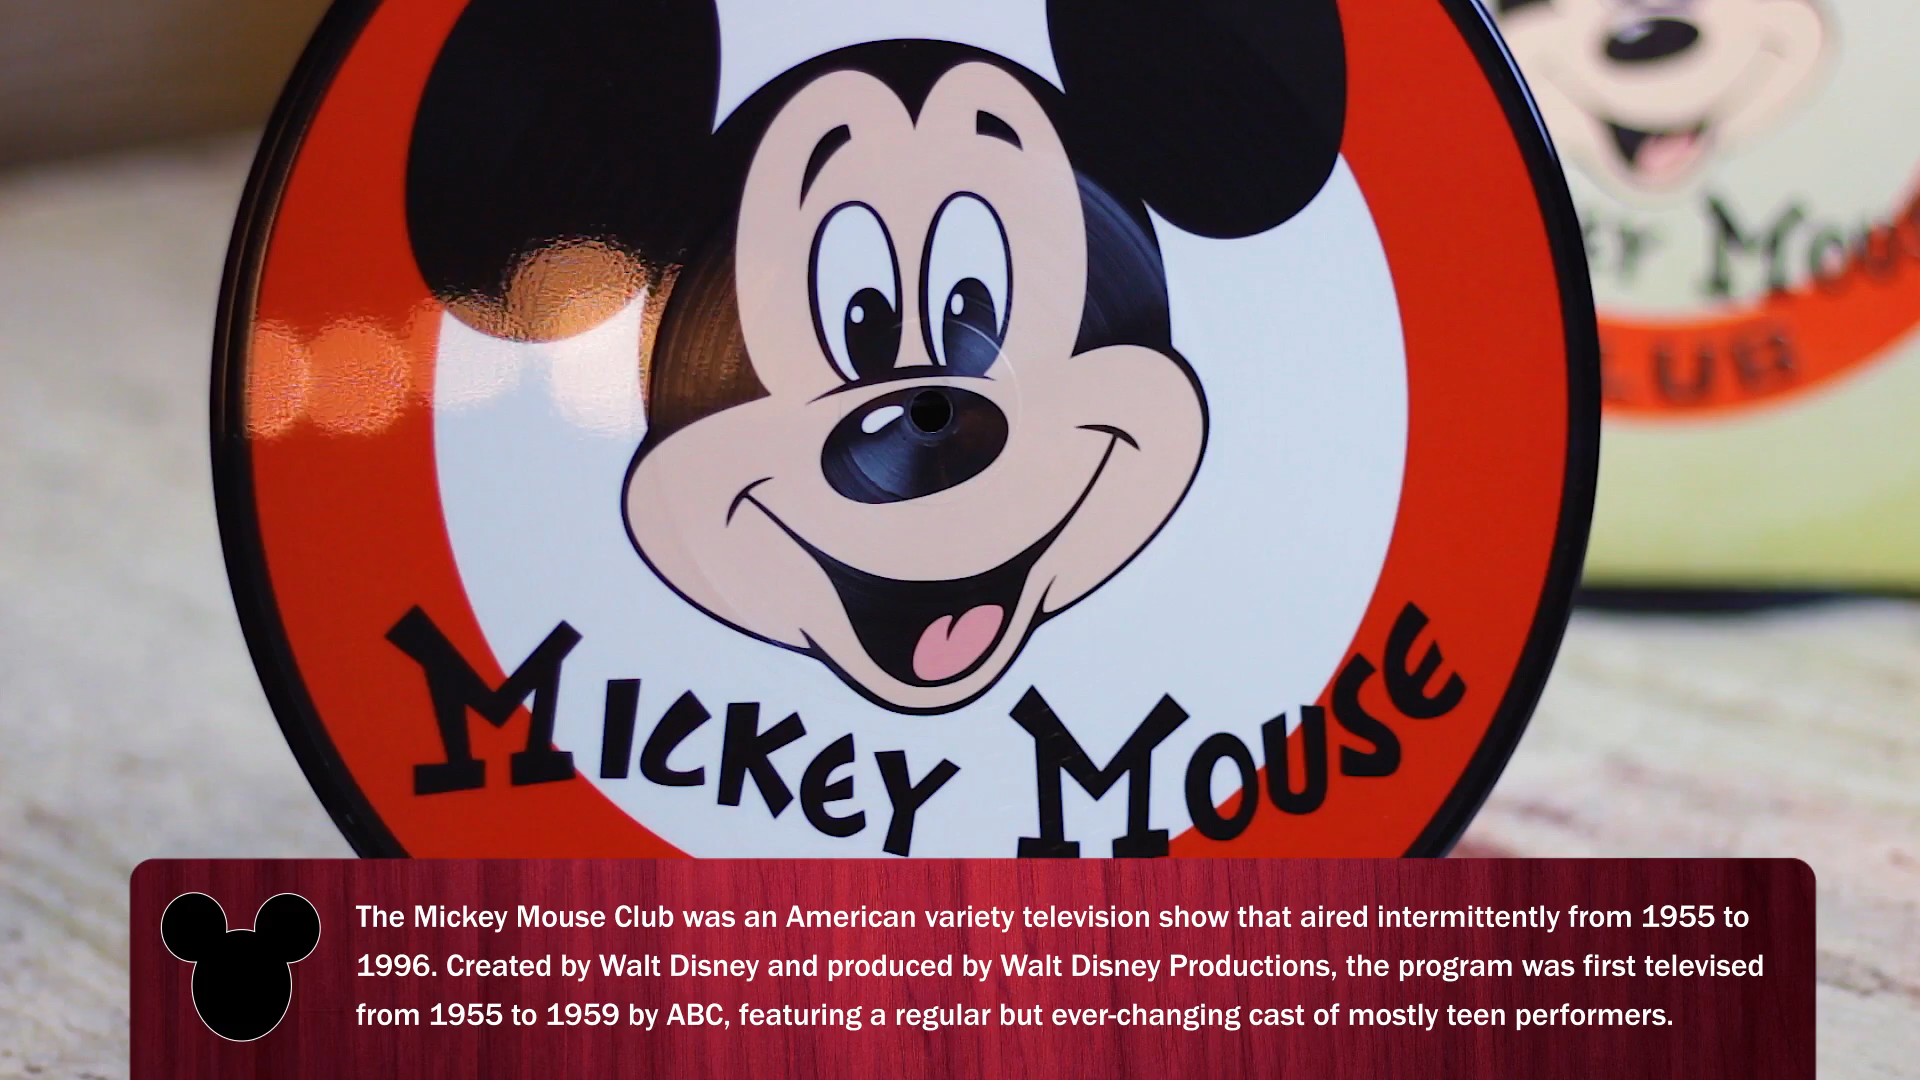 MICKEY MOUSE
The Mickey Mouse Club was an American variety television show that aired intermittently from 1955 to
1996. Created by Walt Disney and produced by Walt Disney Productions, the program was first televised
from 1955 to 1959 by ABC, featuring a regular but ever-changing cast of mostly teen performers.